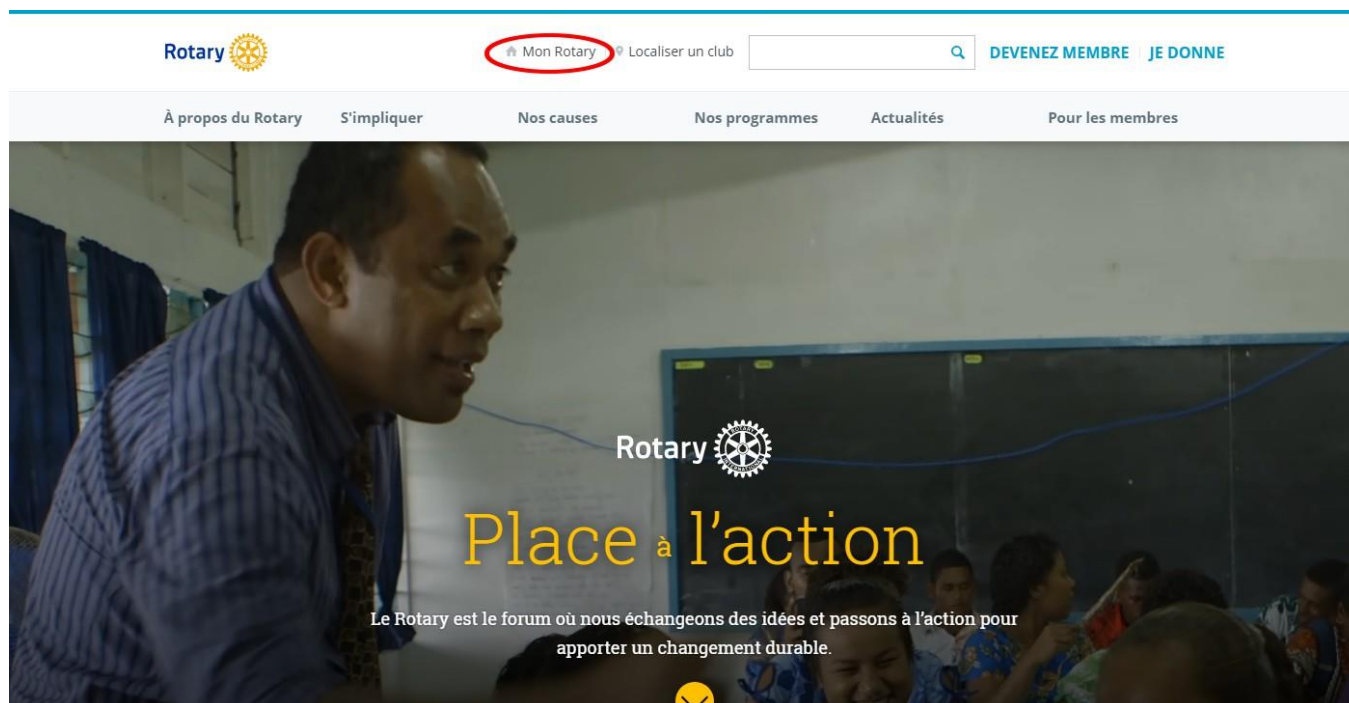 Rotary
Mon Rotary
Localiser un club
DEVENEZ MEMBRE
JE DONNE
À propos du Rotary
S'impliquer
Nos causes
Nos programmes
Actualités
Pour les membres
Rotary
ROTARY
INTERNATIONAL
Place à l’action
Le Rotary est le forum où nous échangeons des idées et passons à l’action pour
apporter un changement durable.